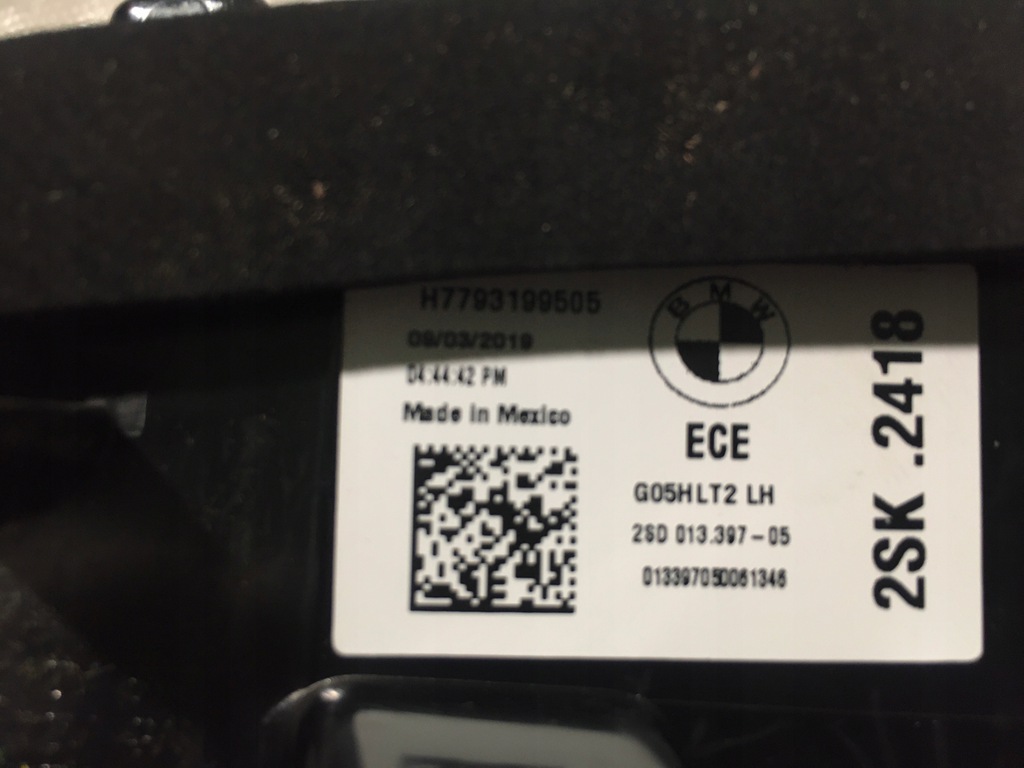 H7793199505
09/03/2019
04:44:42 PM
Made in Mexico
BMW
ECE
G05HLT2 LH
2SD 013.397-05
013397050061346
2SK .2418